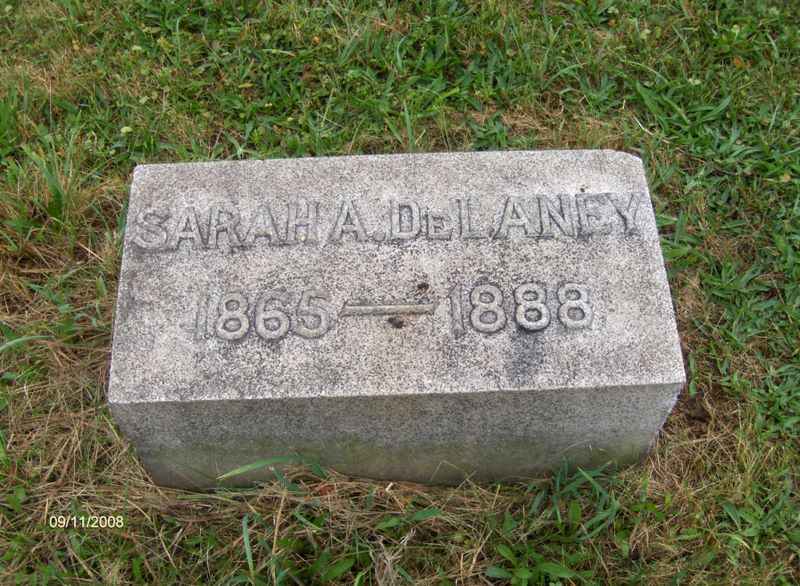 SARAH A. DELANEY
1865 — 1888
09/11/2008